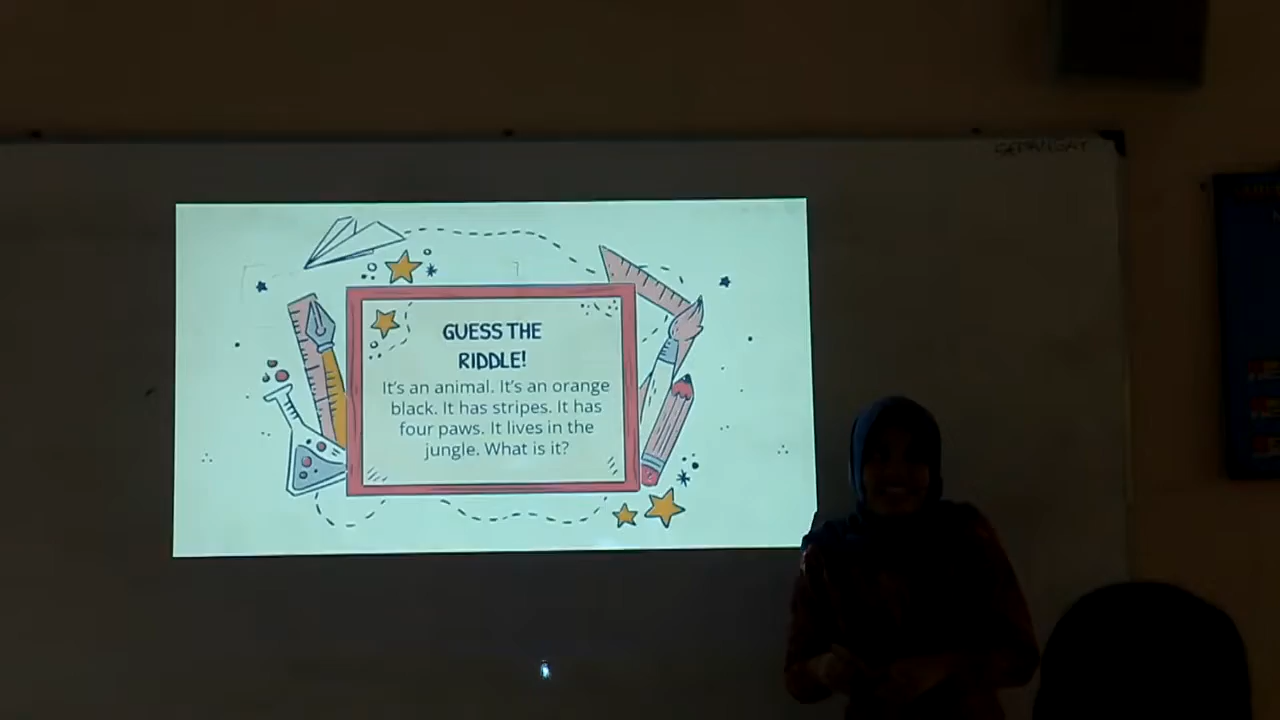 GUESS THE
RIDDLE!
It's an animal. It's an orange
black. It has stripes. It has
four paws. It lives in the
jungle. What is it?